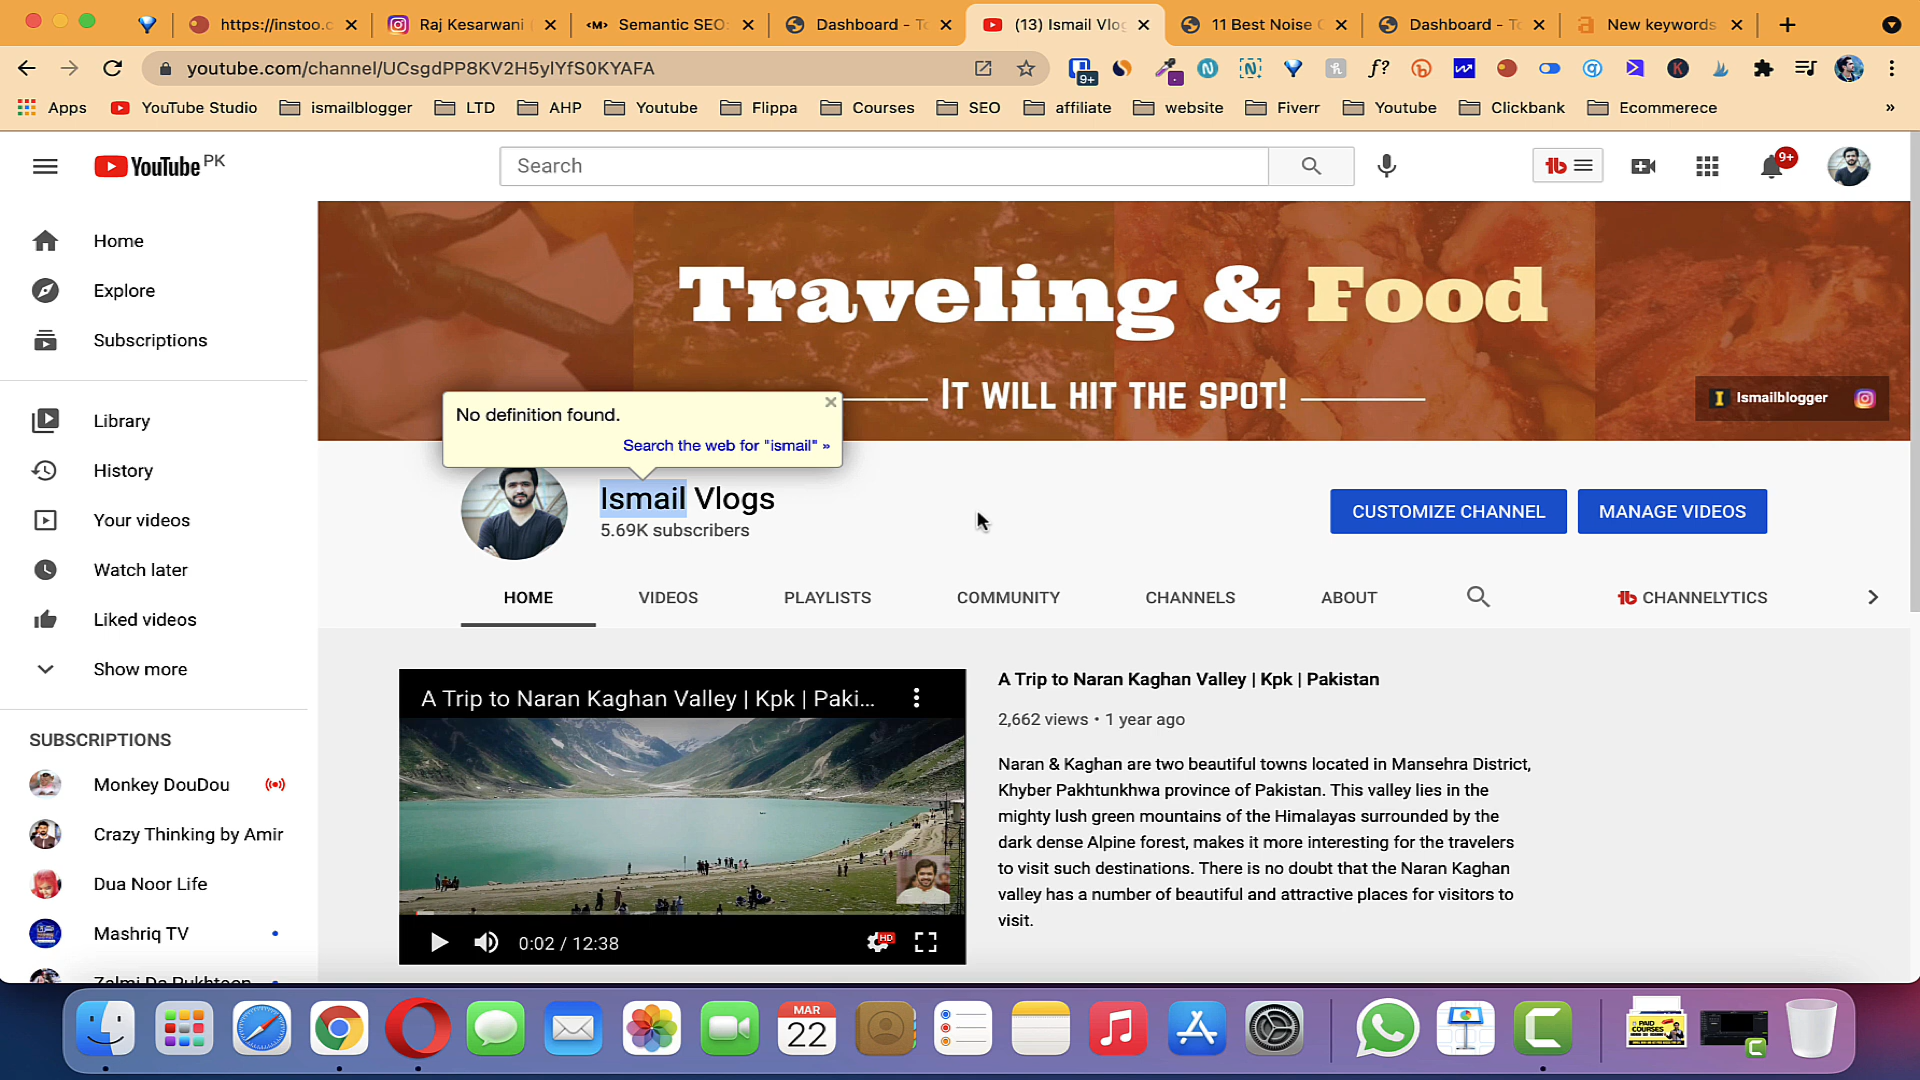 https://instoo.c
Raj Kesarwani
Semantic SEO:
Dashboard - To
(13) Ismail Vlog
11 Best Noise C
Dashboard - To
New keywords
youtube.com/channel/UCsgdPP8KV2H5ylYfS0KYAFA
9+
Apps
YouTube Studio
ismailblogger
LTD
AHP
Youtube
Flippa
Courses
SEO
affiliate
website
Fiverr
Youtube
Clickbank
Ecommerece
»
YouTube PK
Search
9+
Home
Explore
Subscriptions
Library
History
Your videos
Watch later
Liked videos
Show more
SUBSCRIPTIONS
Monkey DouDou
Crazy Thinking by Amir
Dua Noor Life
Mashriq TV
Traveling & Food
IT WILL HIT THE SPOT!
Ismailblogger
No definition found.
Search the web for "ismail" »
Ismail Vlogs
5.69K subscribers
CUSTOMIZE CHANNEL
MANAGE VIDEOS
HOME
VIDEOS
PLAYLISTS
COMMUNITY
CHANNELS
ABOUT
CHANNELYTICS
A Trip to Naran Kaghan Valley | Kpk | Paki...
0:02 / 12:38
HD
A Trip to Naran Kaghan Valley | Kpk | Pakistan
2,662 views • 1 year ago
Naran & Kaghan are two beautiful towns located in Mansehra District,
Khyber Pakhtunkhwa province of Pakistan. This valley lies in the
mighty lush green mountains of the Himalayas surrounded by the
dark dense Alpine forest, makes it more interesting for the travelers
to visit such destinations. There is no doubt that the Naran Kaghan
valley has a number of beautiful and attractive places for visitors to
visit.
MAR
22
PAID
COURSES